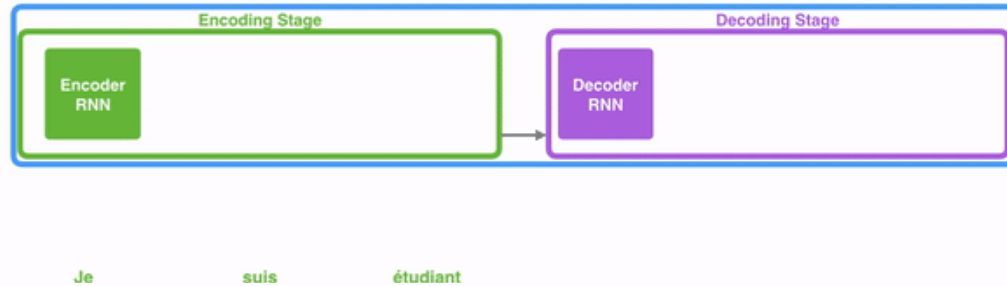 Encoding Stage
Decoding Stage
Encoder
RNN
Decoder
RNN
Je suis étudiant